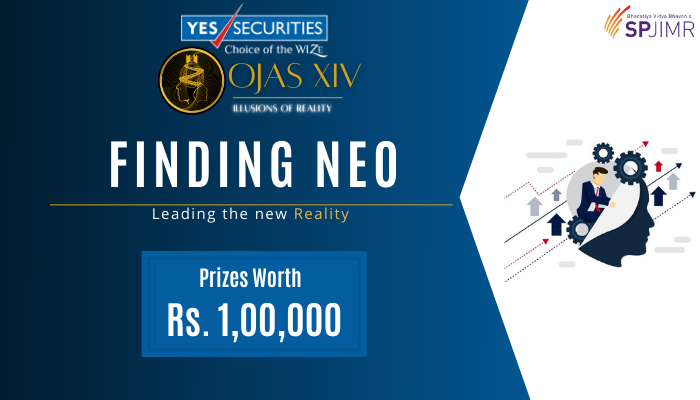 YES SECURITIES
Choice of the WIZE
OJAS XIV
ILLUSIONS OF REALITY
Bharatiya Vidya Bhavan's
SPJIMR
FINDING NEO
Leading the new Reality
Prizes Worth
Rs. 1,00,000